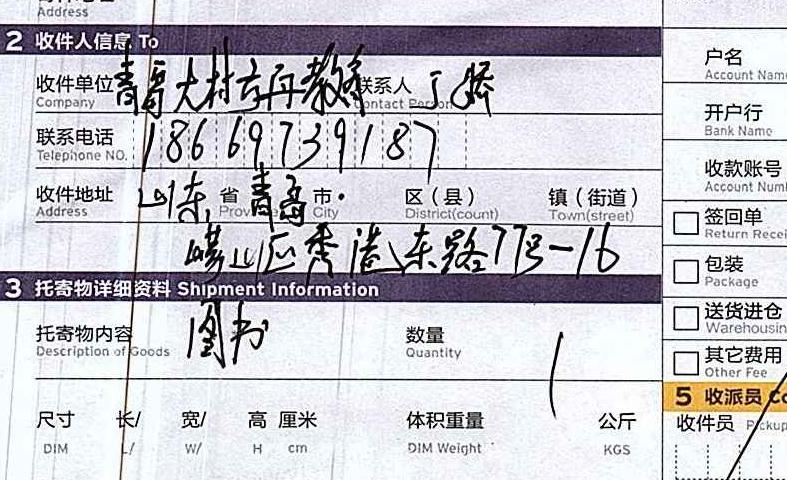 Address
2 收件人信息 To
户名
Account Name
收件单位 青岛大村古丹教育 联系人 丁
Company Contact Person
开户行
Bank Name
联系电话 18669739187
Telephone NO.
收款账号
Account Num
收件地址 山东 省 青岛 市 区（县） 镇（街道）
Address Province City District(count) Town(street)
崂山区秀湛东路77号-16
签回单
Return Recei
3 托寄物详细资料 Shipment Information
包装
Package
托寄物内容 图书 数量 1
Description of Goods Quantity
送货进仓
Warehousin
其它费用
Other Fee
5 收派员 Co
尺寸 长/ 宽/ 高 厘米 体积重量 公斤
DIM L/ W/ H cm DIM Weight KGS
收件员 Pickup